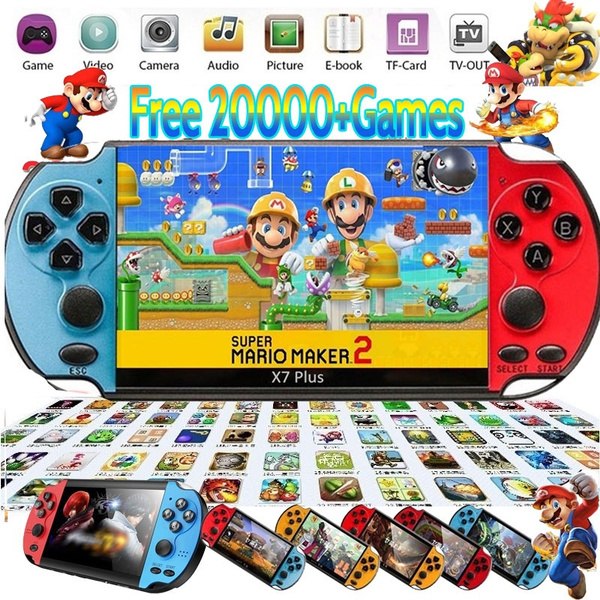 Game Video Camera Audio Picture E-book TF-Card TV-OUT
TV
Free 20000+Games
Y
X B
A
SUPER
MARIO MAKER 2
ESC
SELECT START
X7 Plus